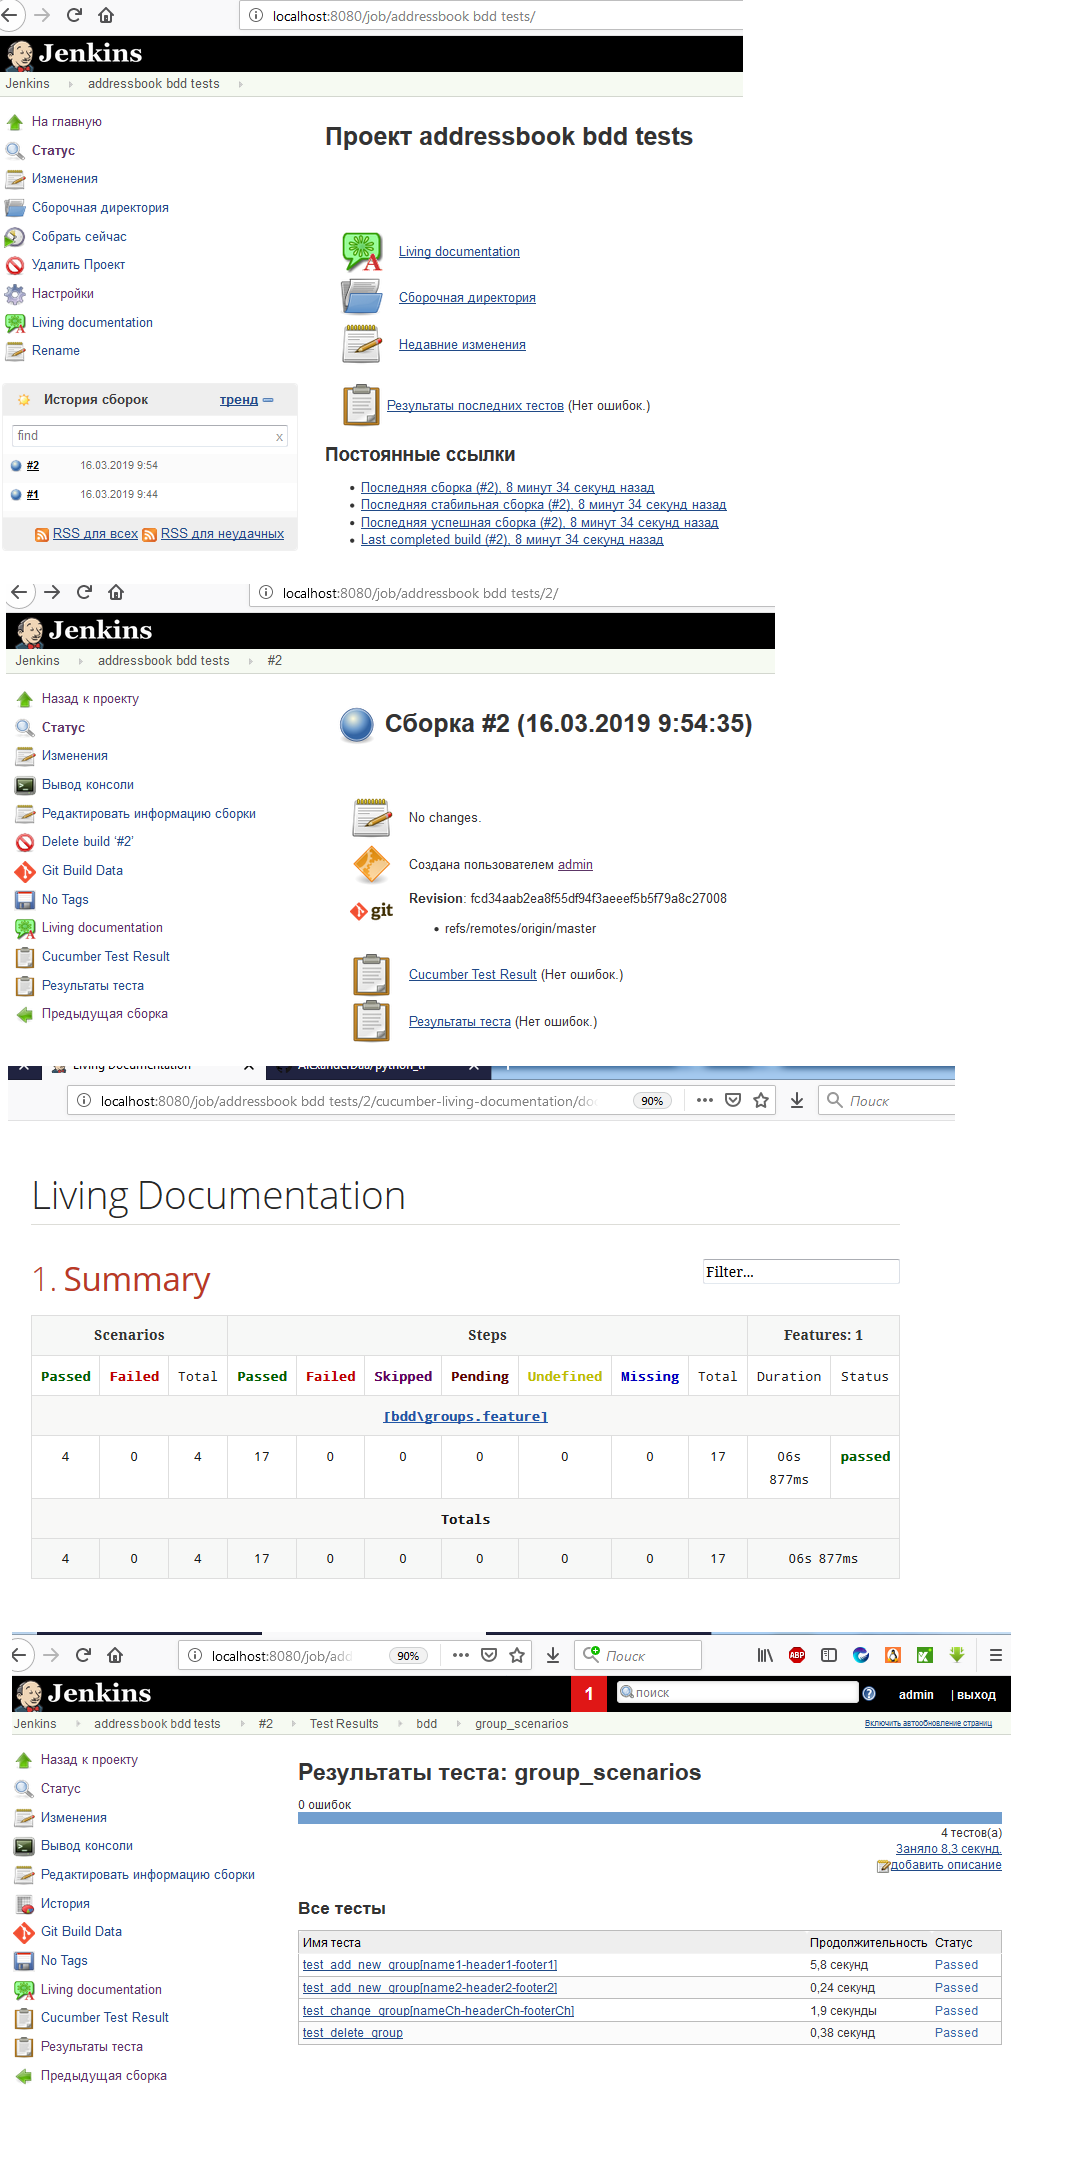 localhost:8080/job/addressbook bdd tests/
Jenkins
Jenkins addressbook bdd tests
На главную
Статус
Изменения
Сборочная директория
Собрать сейчас
Удалить Проект
Настройки
Living documentation
Rename
История сборок тренд
find x
#2 16.03.2019 9:54
#1 16.03.2019 9:44
RSS для всех RSS для неудачных
Проект addressbook bdd tests
Living documentation
Сборочная директория
Недавние изменения
Результаты последних тестов (Нет ошибок.)
Постоянные ссылки
Последняя сборка (#2), 8 минут 34 секунд назад
Последняя стабильная сборка (#2), 8 минут 34 секунд назад
Последняя успешная сборка (#2), 8 минут 34 секунд назад
Last completed build (#2), 8 минут 34 секунд назад
localhost:8080/job/addressbook bdd tests/2/
Jenkins
Jenkins addressbook bdd tests #2
Назад к проекту
Статус
Изменения
Вывод консоли
Редактировать информацию сборки
Delete build ‘#2’
Git Build Data
No Tags
Living documentation
Cucumber Test Result
Результаты теста
Предыдущая сборка
Сборка #2 (16.03.2019 9:54:35)
No changes.
Создана пользователем admin
git
Revision: fcd34aab2ea8f55df94f3aeeef5b5f79a8c27008
refs/remotes/origin/master
Cucumber Test Result (Нет ошибок.)
Результаты теста (Нет ошибок.)
Living Documentation
localhost:8080/job/addressbook bdd tests/2/cucumber-living-documentation/do 90% Поиск
Living Documentation
1. Summary
Filter...
Scenarios Steps Features: 1
Passed Failed Total Passed Failed Skipped Pending Undefined Missing Total Duration Status
[bdd\groups.feature]
4 0 4 17 0 0 0 0 0 17 06s 877ms passed
Totals
4 0 4 17 0 0 0 0 0 17 06s 877ms
localhost:8080/job/add 90% Поиск ABP
Jenkins 1 поиск admin | выход
Jenkins addressbook bdd tests #2 Test Results bdd group_scenarios Включить автообновление страниц
Назад к проекту
Статус
Изменения
Вывод консоли
Редактировать информацию сборки
История
Git Build Data
No Tags
Living documentation
Cucumber Test Result
Результаты теста
Предыдущая сборка
Результаты теста: group_scenarios
0 ошибок
4 тестов(а)
Заняло 8,3 секунд.
добавить описание
Все тесты
Имя теста Продолжительность Статус
test_add_new_group[name1-header1-footer1] 5,8 секунд Passed
test_add_new_group[name2-header2-footer2] 0,24 секунд Passed
test_change_group[nameCh-headerCh-footerCh] 1,9 секунды Passed
test_delete_group 0,38 секунд Passed